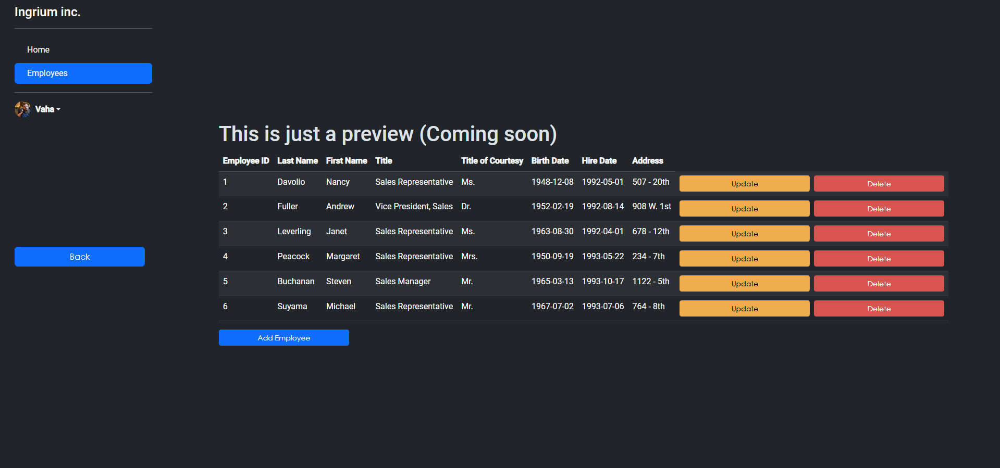 Ingrium inc.
Home
Employees
Vaha
Back
This is just a preview (Coming soon)
Employee ID Last Name First Name Title Title of Courtesy Birth Date Hire Date Address
1 Davolio Nancy Sales Representative Ms. 1948-12-08 1992-05-01 507 - 20th Update Delete
2 Fuller Andrew Vice President, Sales Dr. 1952-02-19 1992-08-14 908 W. 1st Update Delete
3 Leverling Janet Sales Representative Ms. 1963-08-30 1992-04-01 678 - 12th Update Delete
4 Peacock Margaret Sales Representative Mrs. 1950-09-19 1993-05-22 234 - 7th Update Delete
5 Buchanan Steven Sales Manager Mr. 1965-03-13 1993-10-17 1122 - 5th Update Delete
6 Suyama Michael Sales Representative Mr. 1967-07-02 1993-07-06 764 - 8th Update Delete
Add Employee